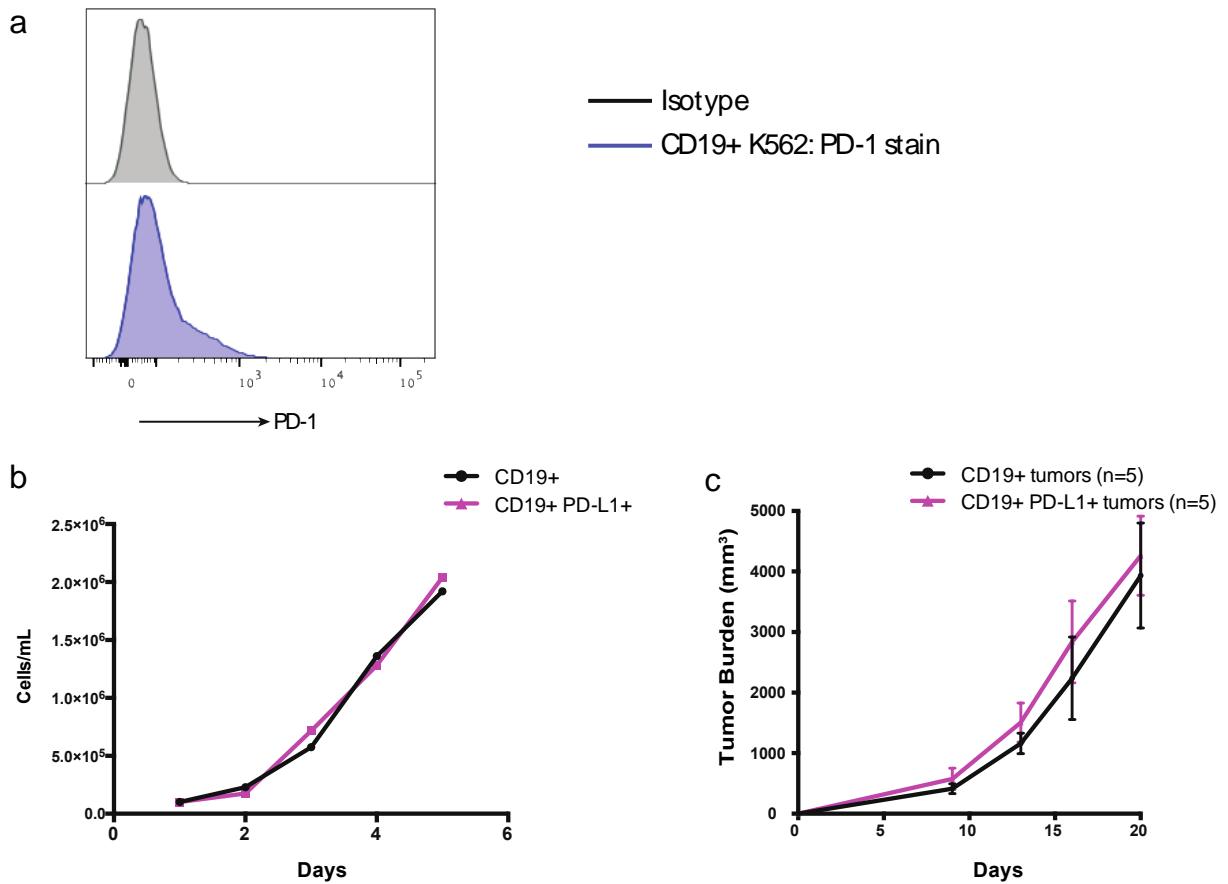 a
Isotype
CD19+ K562: PD-1 stain
0 10³ 10⁴ 10⁵
PD-1
b
CD19+
CD19+ PD-L1+
2.5×10⁶
2.0×10⁶
1.5×10⁶
1.0×10⁶
5.0×10⁵
0.0
Cells/mL
0 2 4 6
Days
c
CD19+ tumors (n=5)
CD19+ PD-L1+ tumors (n=5)
5000
4000
3000
2000
1000
0
Tumor Burden (mm³)
0 5 10 15 20
Days